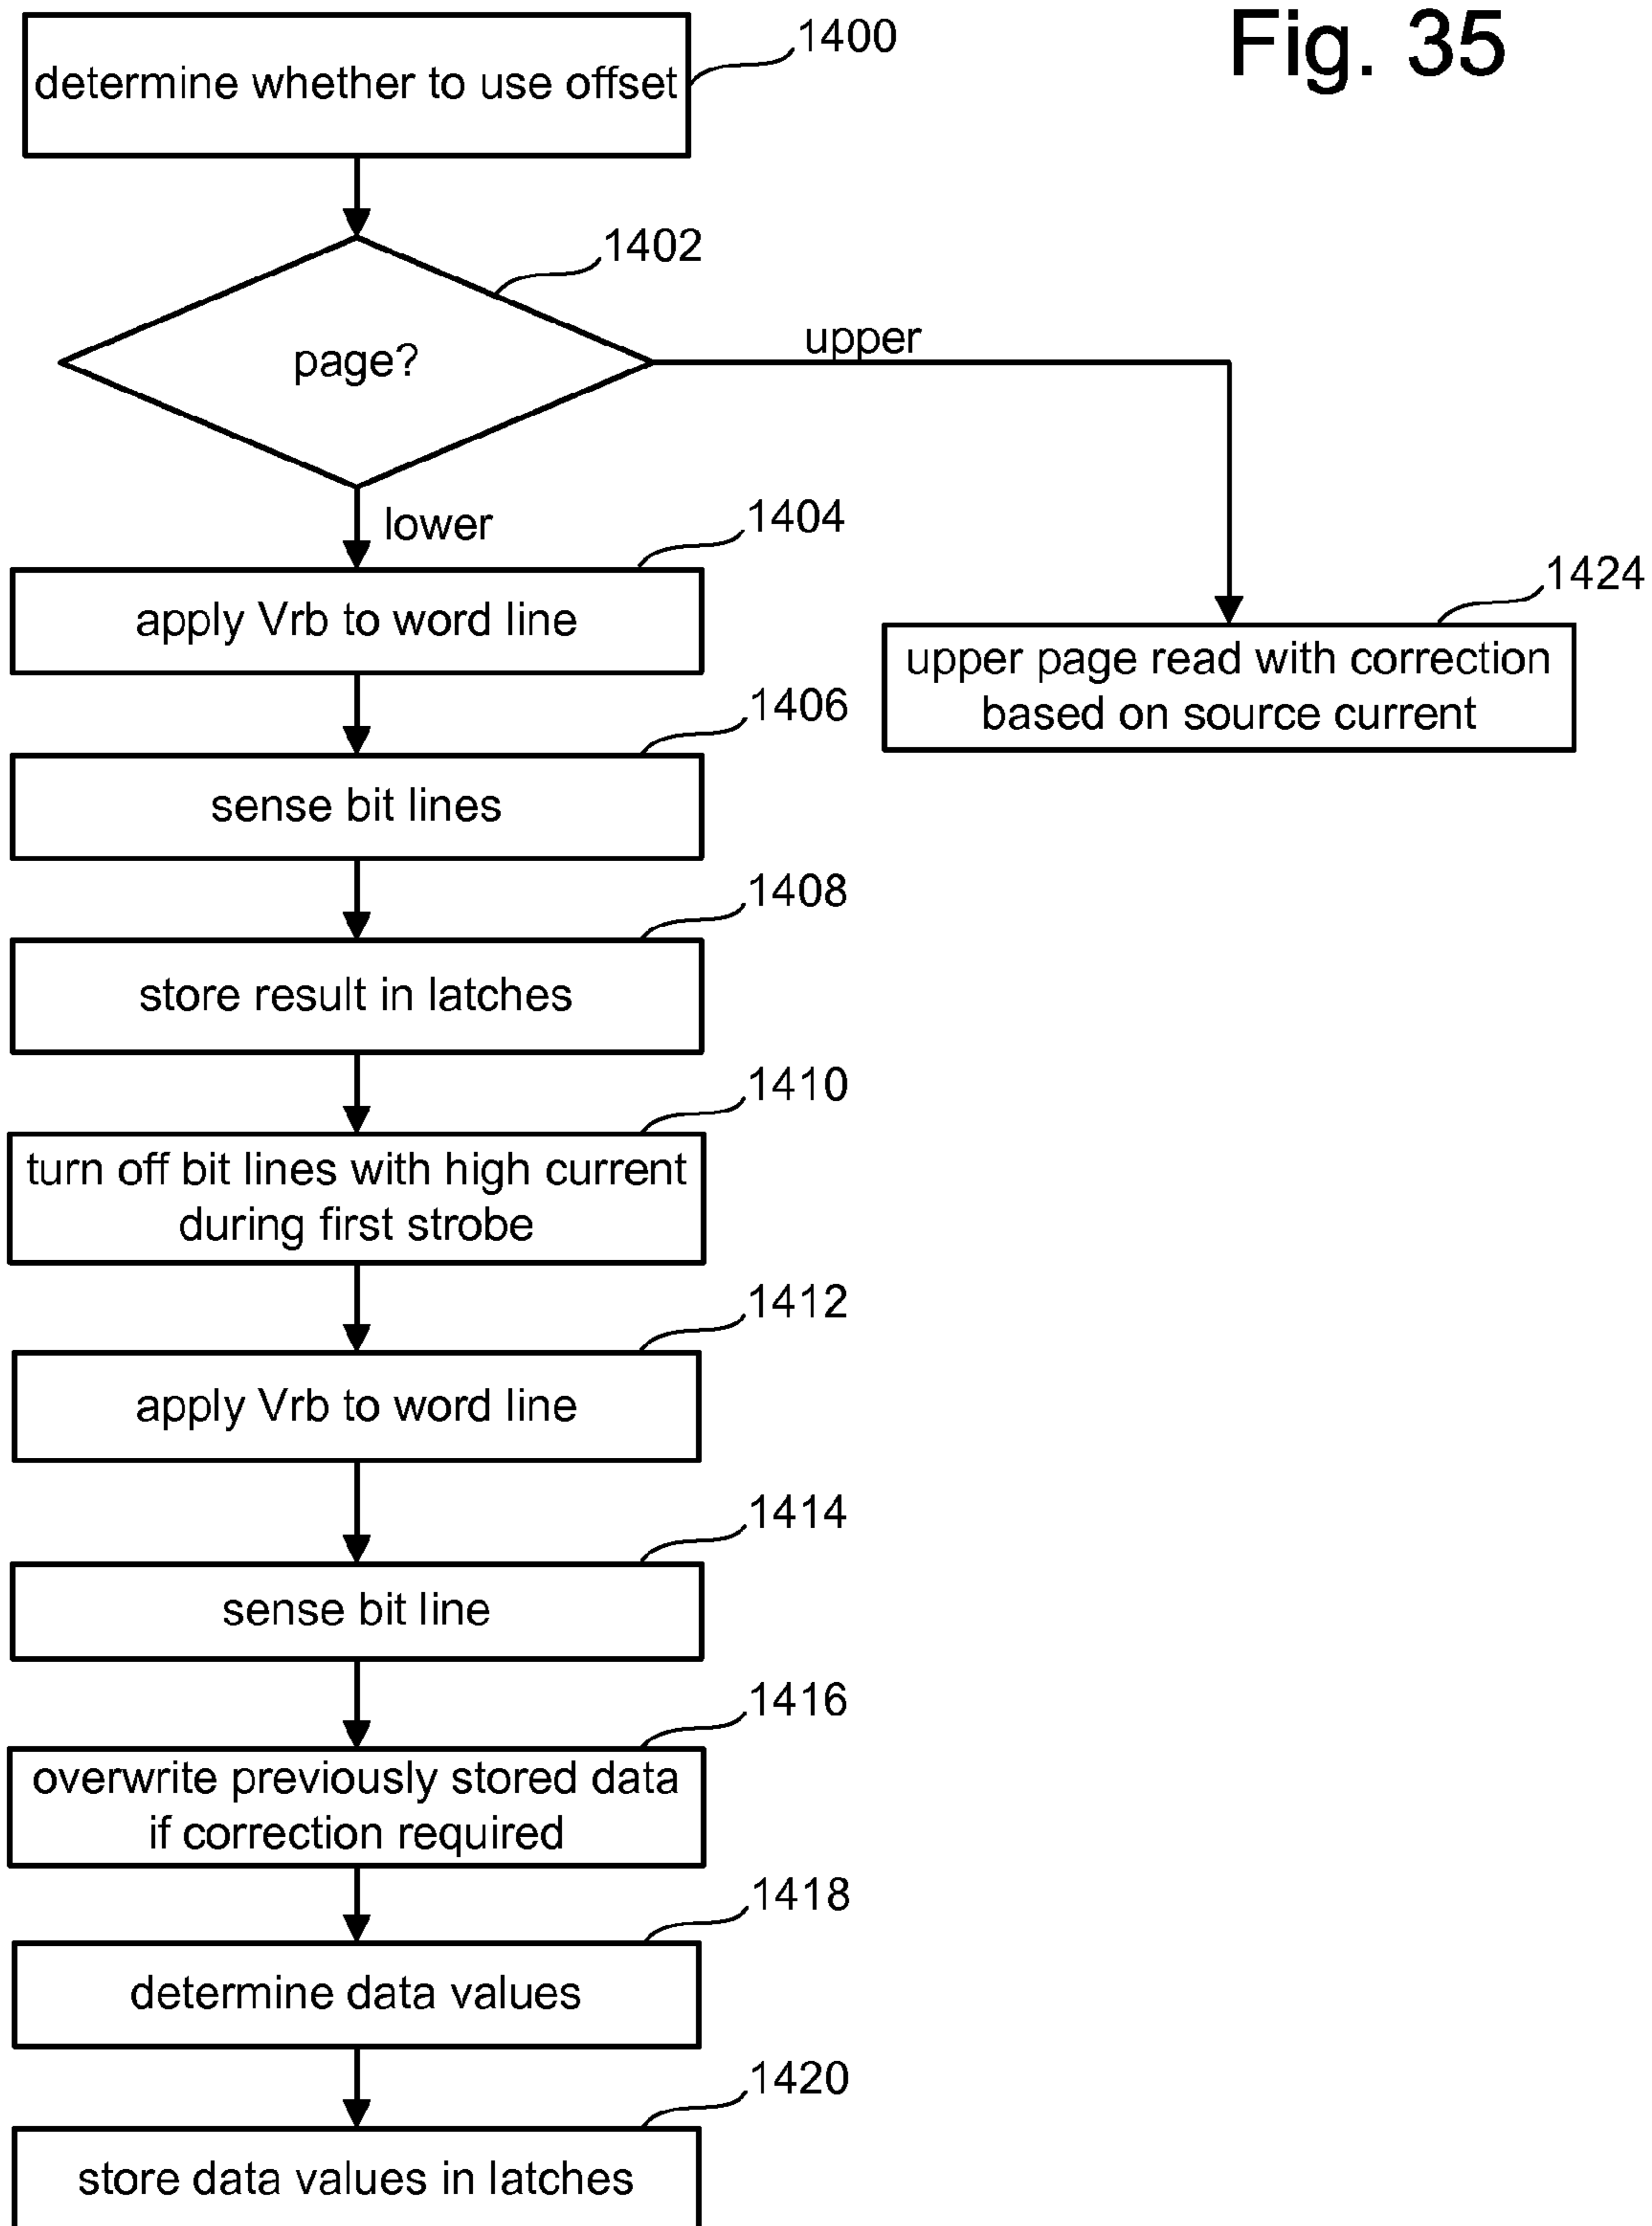 Fig. 35
1400
determine whether to use offset
1402
page?
upper
lower
1404
apply Vrb to word line
1424
upper page read with correction
based on source current
1406
sense bit lines
1408
store result in latches
1410
turn off bit lines with high current
during first strobe
1412
apply Vrb to word line
1414
sense bit line
1416
overwrite previously stored data
if correction required
1418
determine data values
1420
store data values in latches